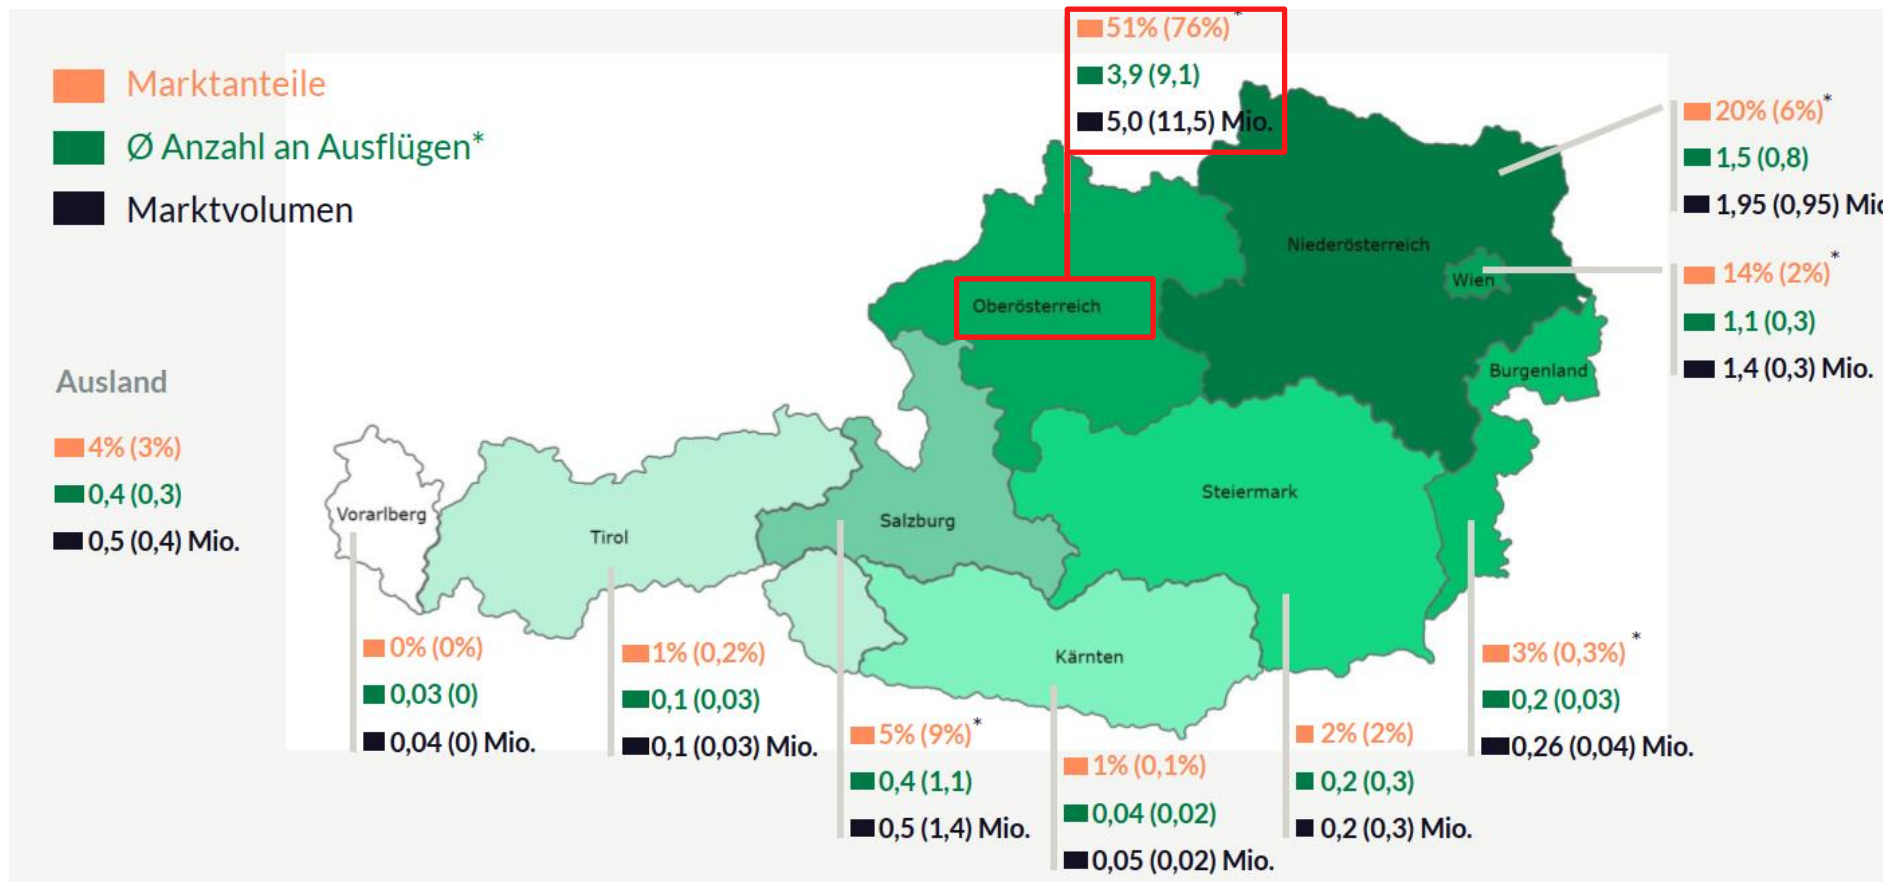 Marktanteile
Ø Anzahl an Ausflügen*
Marktvolumen
51% (76%)*
3,9 (9,1)
5,0 (11,5) Mio.
20% (6%)*
1,5 (0,8)
1,95 (0,95) Mio
14% (2%)*
1,1 (0,3)
1,4 (0,3) Mio.
Niederösterreich
Wien
Oberösterreich
Burgenland
Steiermark
Salzburg
Vorarlberg
Tirol
Kärnten
Ausland
4% (3%)
0,4 (0,3)
0,5 (0,4) Mio.
0% (0%)
0,03 (0)
0,04 (0) Mio.
1% (0,2%)
0,1 (0,03)
0,1 (0,03) Mio.
5% (9%)*
0,4 (1,1)
0,5 (1,4) Mio.
1% (0,1%)
0,04 (0,02)
0,05 (0,02) Mio.
2% (2%)
0,2 (0,3)
0,2 (0,3) Mio.
3% (0,3%)*
0,2 (0,03)
0,26 (0,04) Mio.